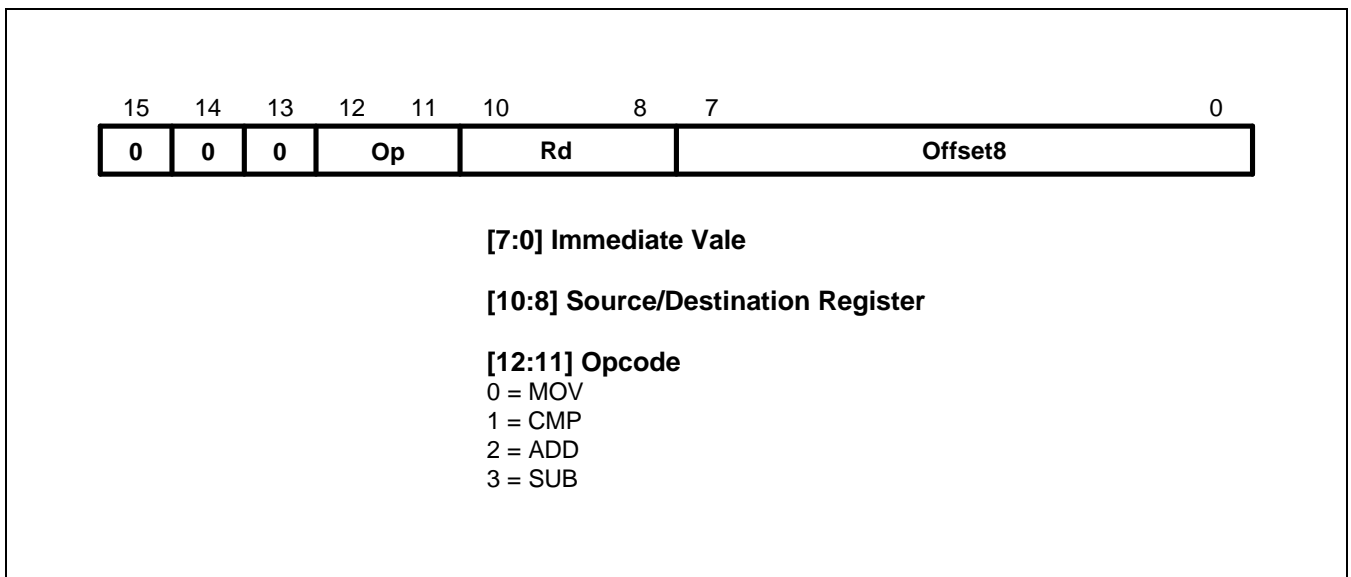 15 14 13 12 11 10 8 7 0
0 0 0 Op Rd Offset8
[7:0] Immediate Vale
[10:8] Source/Destination Register
[12:11] Opcode
0 = MOV
1 = CMP
2 = ADD
3 = SUB